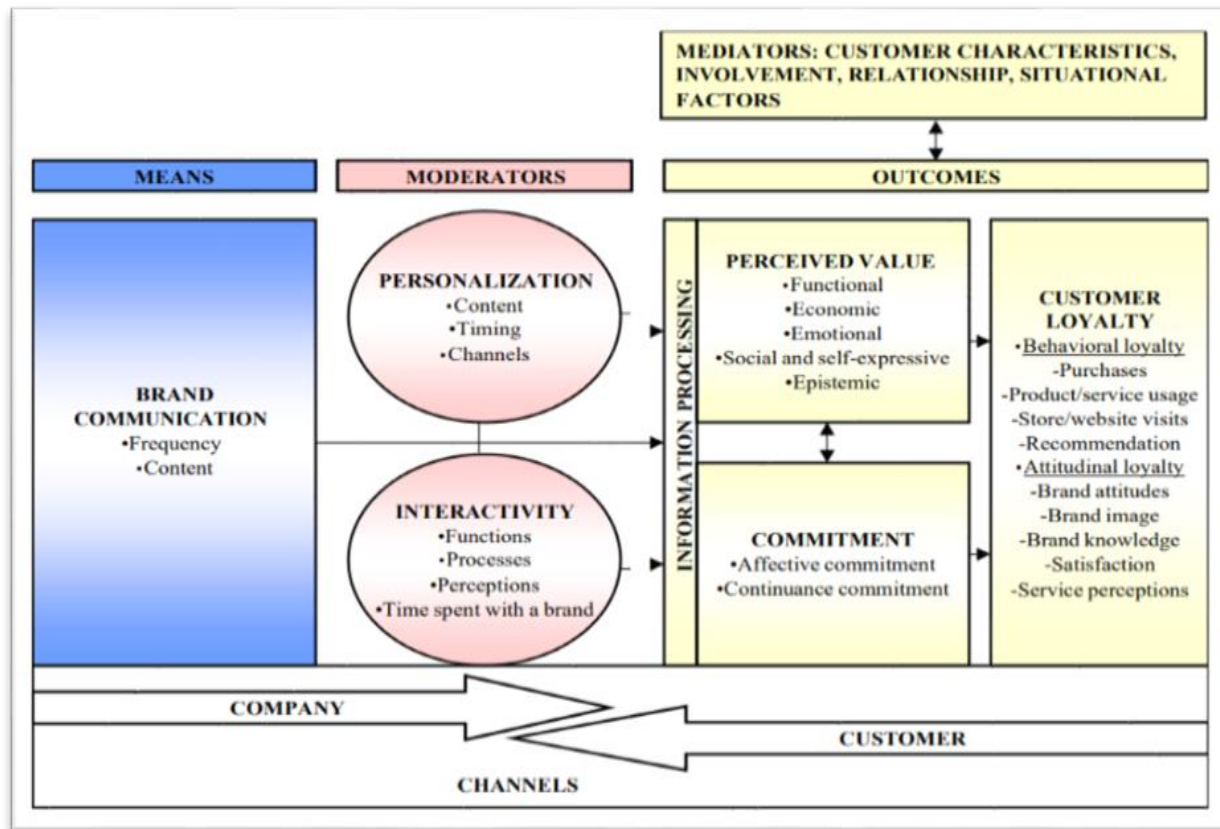 MEDIATORS: CUSTOMER CHARACTERISTICS,
INVOLVEMENT, RELATIONSHIP, SITUATIONAL
FACTORS
MEANS
MODERATORS
OUTCOMES
BRAND
COMMUNICATION
•Frequency
•Content
PERSONALIZATION
•Content
•Timing
•Channels
INTERACTIVITY
•Functions
•Processes
•Perceptions
•Time spent with a brand
INFORMATION PROCESSING
PERCEIVED VALUE
•Functional
•Economic
•Emotional
•Social and self-expressive
•Epistemic
COMMITMENT
•Affective commitment
•Continuance commitment
CUSTOMER
LOYALTY
•Behavioral loyalty
-Purchases
-Product/service usage
-Store/website visits
-Recommendation
•Attitudinal loyalty
-Brand attitudes
-Brand image
-Brand knowledge
-Satisfaction
-Service perceptions
COMPANY
CUSTOMER
CHANNELS